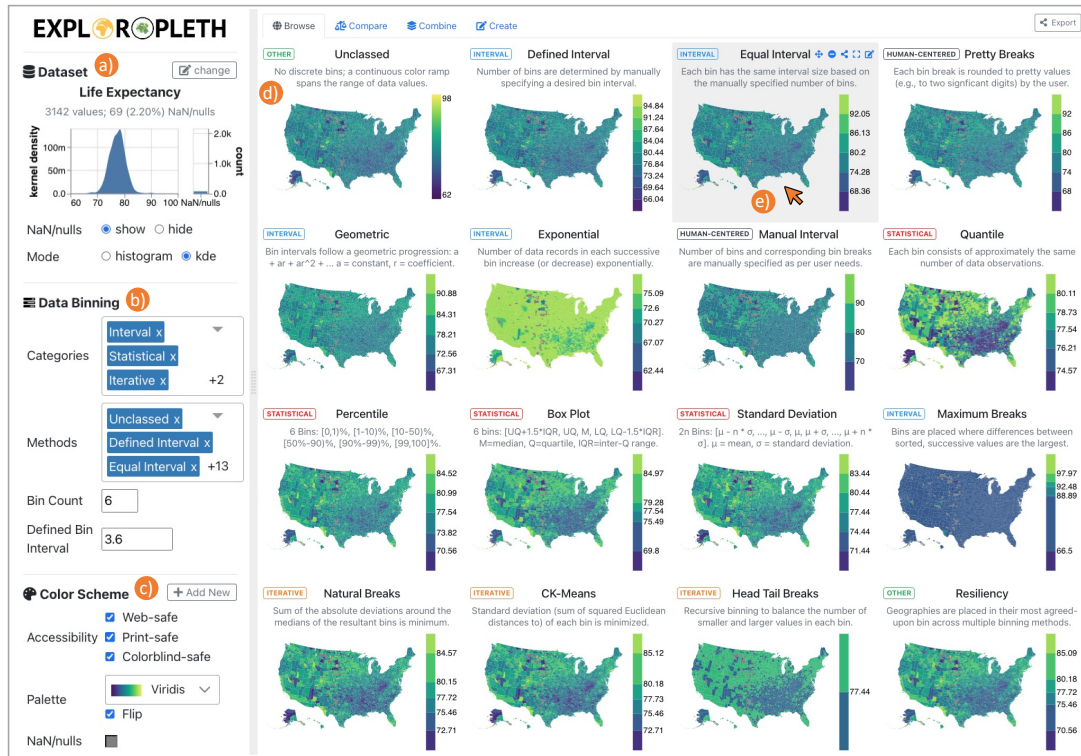 EXPLOROPLETH
Dataset a) change
Life Expectancy
3142 values; 69 (2.20%) NaN/nulls
kernel density
100m
50m
0.0
60 70 80 90 100 NaN/nulls
2.0k
1.0k
0.0
count
NaN/nulls show hide
Mode histogram kde
Data Binning b)
Categories
Interval x
Statistical x
Iterative x +2
Methods
Unclassed x
Defined Interval x
Equal Interval x +13
Bin Count 6
Defined Bin Interval 3.6
Color Scheme c) + Add New
Accessibility
Web-safe
Print-safe
Colorblind-safe
Palette Viridis
Flip
NaN/nulls
Browse Compare Combine Create Export
d)
OTHER Unclassed
No discrete bins; a continuous color ramp
spans the range of data values.
98
62
INTERVAL Defined Interval
Number of bins are determined by manually
specifying a desired bin interval.
94.84
91.24
87.64
84.04
80.44
76.84
73.24
69.64
66.04
INTERVAL Equal Interval
Each bin has the same interval size based on
the manually specified number of bins.
92.05
86.13
80.2
74.28
68.36
e)
HUMAN-CENTERED Pretty Breaks
Each bin break is rounded to pretty values
(e.g., to two signficant digits) by the user.
92
86
80
74
68
INTERVAL Geometric
Bin intervals follow a geometric progression: a
+ ar + ar^2 + ... a = constant, r = coefficient.
90.88
84.31
78.21
72.56
67.31
INTERVAL Exponential
Number of data records in each successive
bin increase (or decrease) exponentially.
75.09
72.6
70.27
67.07
62.44
HUMAN-CENTERED Manual Interval
Number of bins and corresponding bin breaks
are manually specified as per user needs.
90
80
70
STATISTICAL Quantile
Each bin consists of approximately the same
number of data observations.
80.11
78.73
77.54
76.21
74.57
STATISTICAL Percentile
6 Bins: [0,1)%, [1-10)%, [10-50)%,
[50%-90)%, [90%-99)%, [99,100]%.
84.52
80.99
77.54
73.82
70.56
STATISTICAL Box Plot
6 bins: [UQ+1.5*IQR, UQ, M, LQ, LQ-1.5*IQR].
M=median, Q=quartile, IQR=inter-Q range.
84.97
79.28
77.54
75.49
69.8
STATISTICAL Standard Deviation
2n Bins: [μ - n * σ, ..., μ - σ, μ, μ + σ, ..., μ + n *
σ]. μ = mean, σ = standard deviation.
83.44
80.44
77.44
74.44
71.44
INTERVAL Maximum Breaks
Bins are placed where differences between
sorted, successive values are the largest.
97.97
92.48
88.89
66.5
ITERATIVE Natural Breaks
Sum of the absolute deviations around the
medians of the resultant bins is minimum.
84.57
80.15
77.72
75.46
72.71
ITERATIVE CK-Means
Standard deviation (sum of squared Euclidean
distances to) of each bin is minimized.
85.12
80.18
77.73
75.46
72.71
ITERATIVE Head Tail Breaks
Recursive binning to balance the number of
smaller and larger values in each bin.
77.44
OTHER Resiliency
Geographies are placed in their most agreed-
upon bin across multiple binning methods.
85.09
80.18
77.66
75.46
70.56